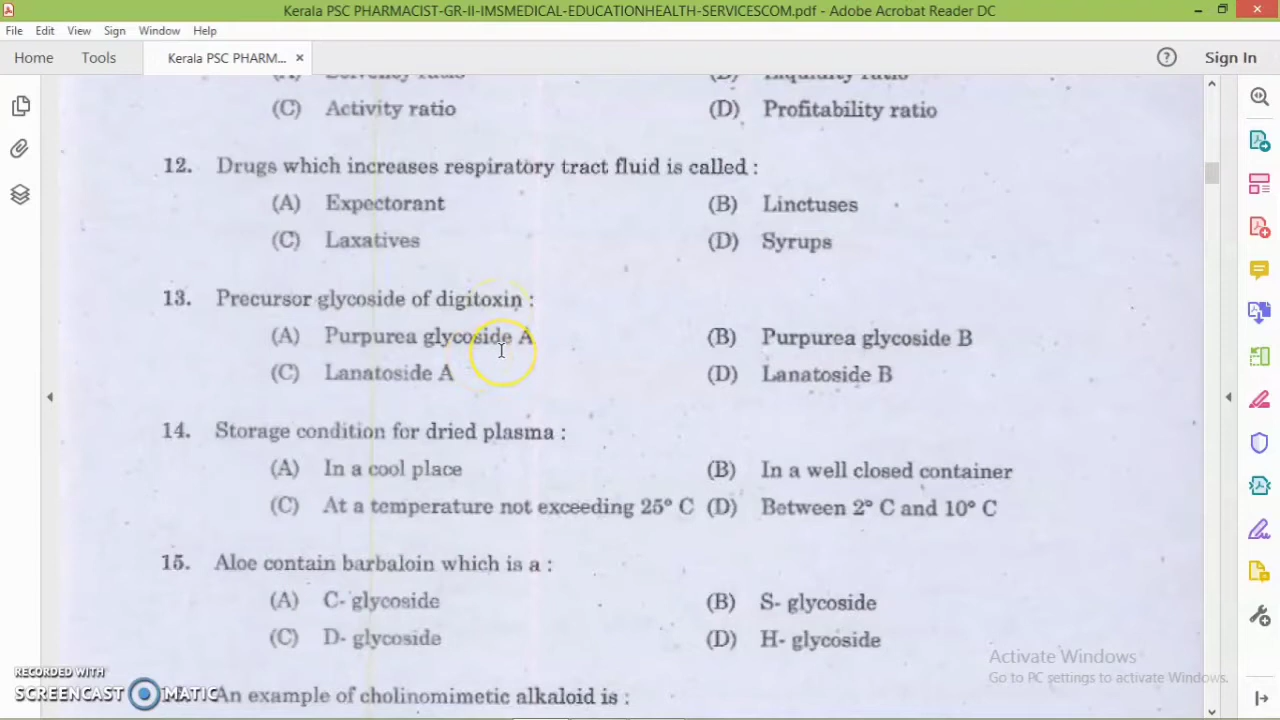 Kerala PSC PHARMACIST-GR-II-IMSMEDICAL-EDUCATIONHEALTH-SERVICESCOM.pdf - Adobe Acrobat Reader DC
File Edit View Sign Window Help
Home Tools Kerala PSC PHARM... × Sign In
(A) Solvency ratio (B) Liquidity ratio
(C) Activity ratio (D) Profitability ratio
12. Drugs which increases respiratory tract fluid is called :
(A) Expectorant (B) Linctuses
(C) Laxatives (D) Syrups
13. Precursor glycoside of digitoxin :
(A) Purpurea glycoside A (B) Purpurea glycoside B
(C) Lanatoside A (D) Lanatoside B
14. Storage condition for dried plasma :
(A) In a cool place (B) In a well closed container
(C) At a temperature not exceeding 25° C (D) Between 2° C and 10° C
15. Aloe contain barbaloin which is a :
(A) C- glycoside (B) S- glycoside
(C) D- glycoside (D) H- glycoside
An example of cholinomimetic alkaloid is :
Activate Windows
Go to PC settings to activate Windows.
RECORDED WITH
SCREENCAST MATIC